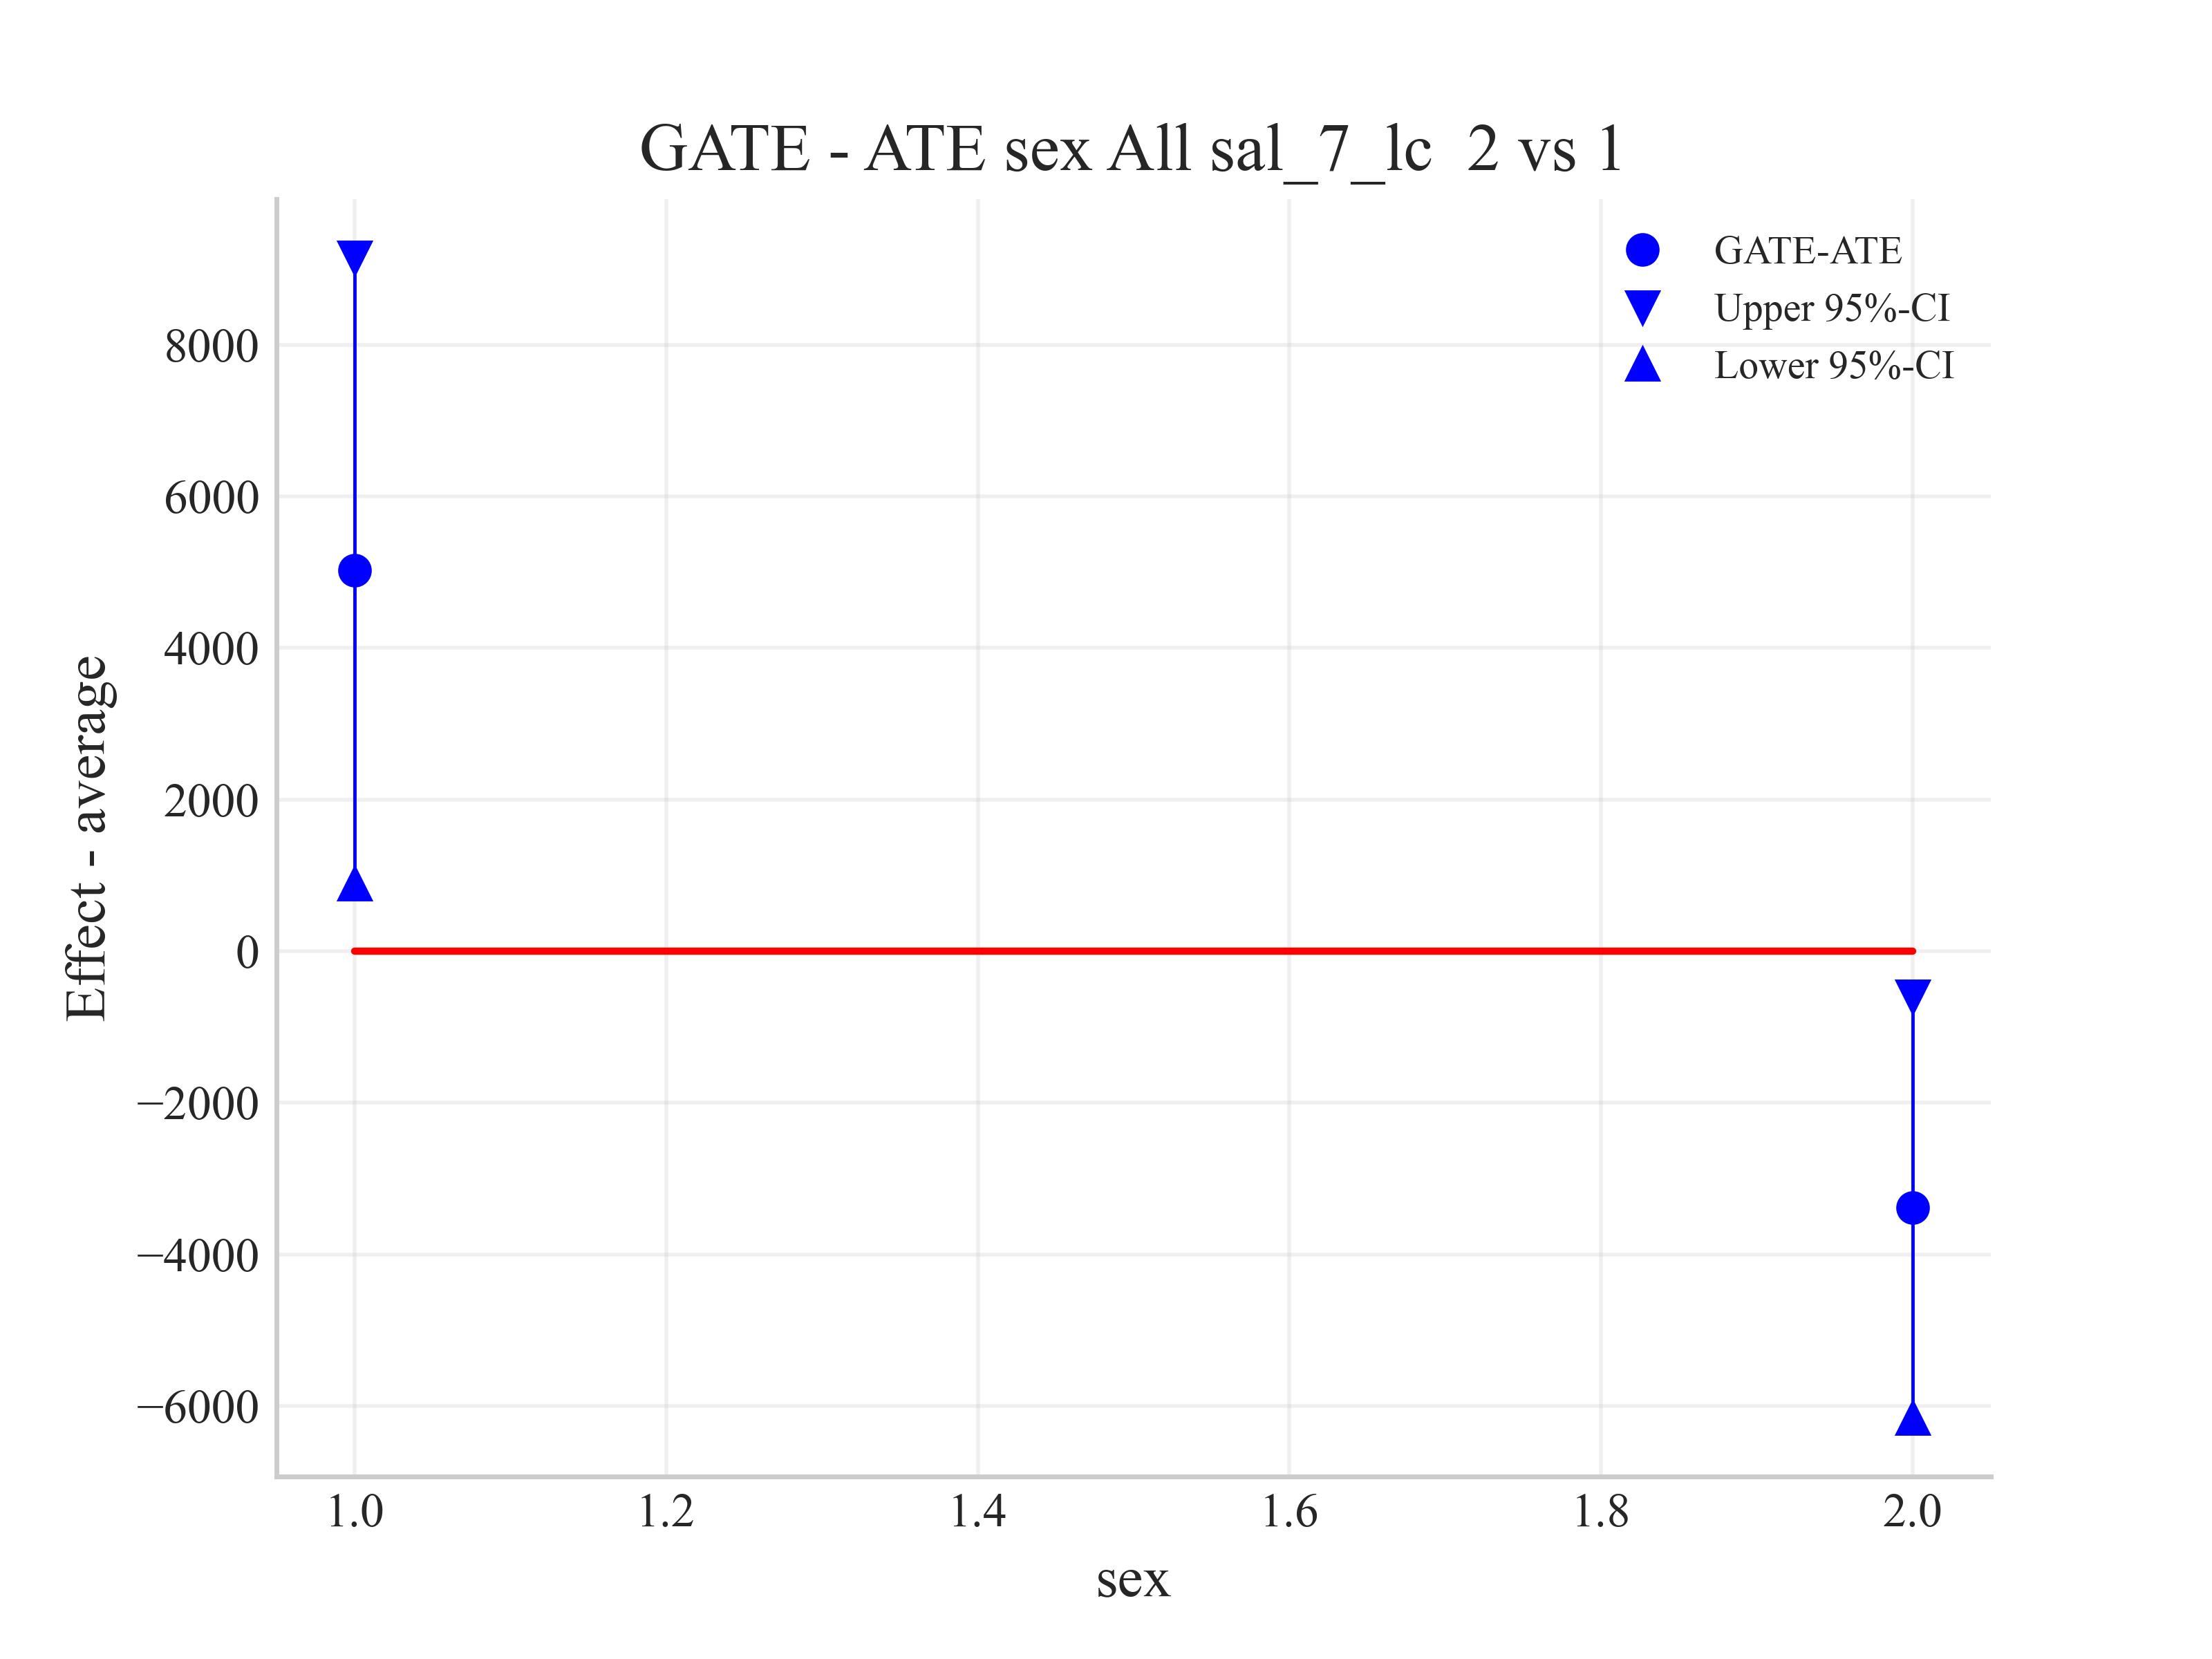 GATE - ATE sex All sal_7_lc  2 vs 1
GATE-ATE
Upper 95%-CI
Lower 95%-CI
Effect - average
8000
6000
4000
2000
0
−2000
−4000
−6000
1.0 1.2 1.4 1.6 1.8 2.0
sex